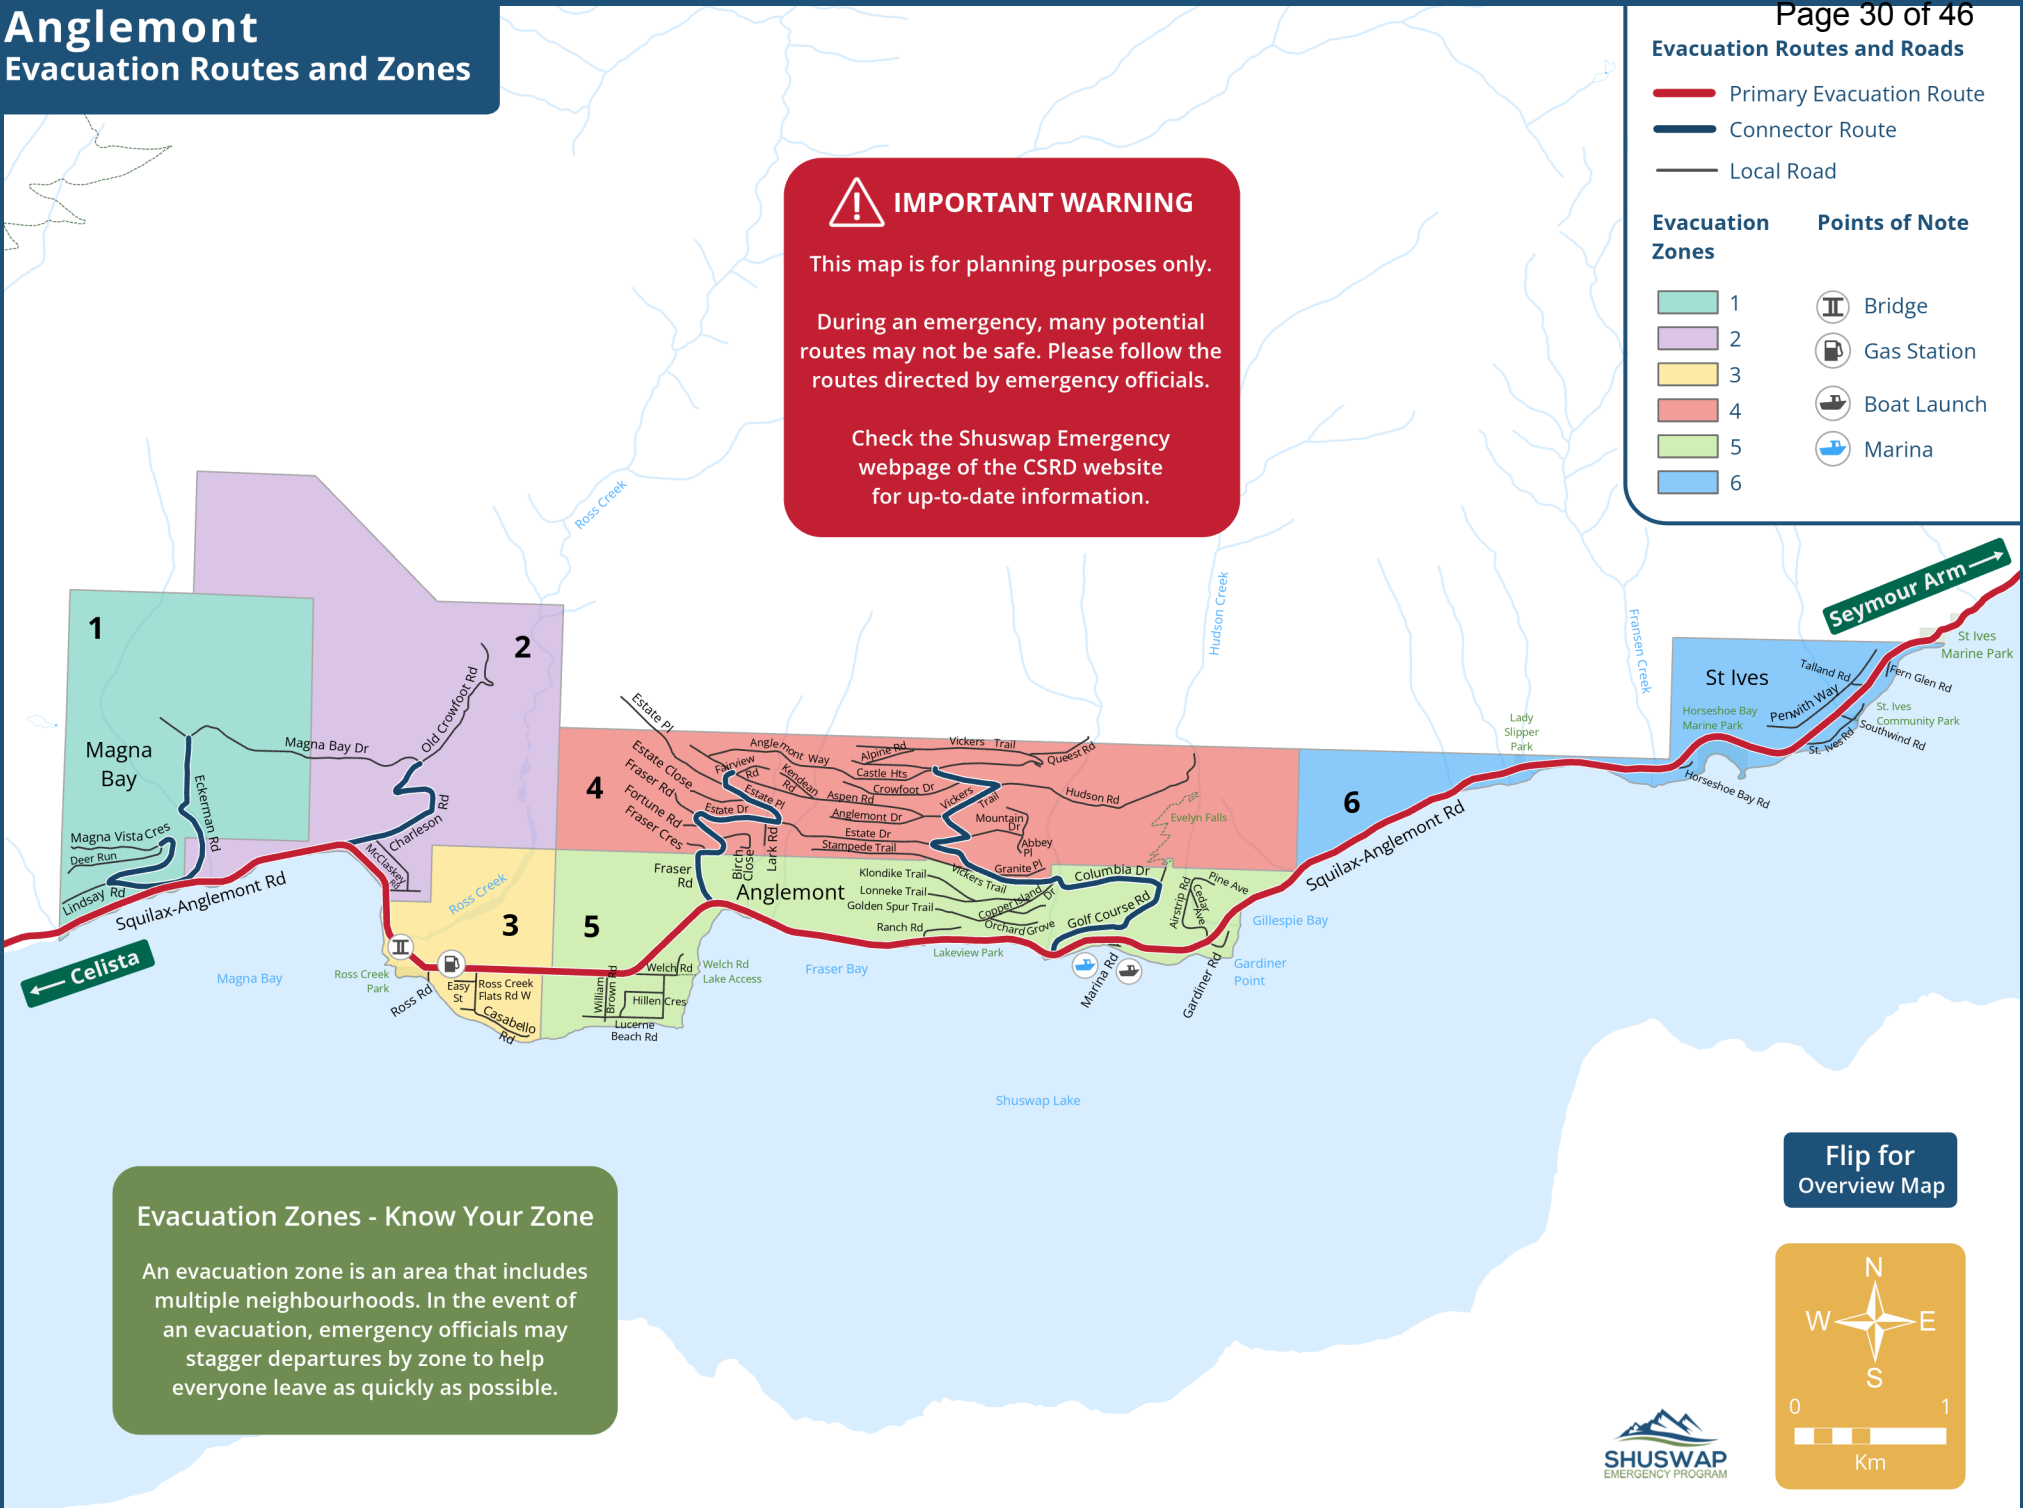 Anglemont
Evacuation Routes and Zones
Page 30 of 46
Evacuation Routes and Roads
Primary Evacuation Route
Connector Route
Local Road
Evacuation
Zones
1
2
3
4
5
6
Points of Note
Bridge
Gas Station
Boat Launch
Marina
IMPORTANT WARNING
This map is for planning purposes only.
During an emergency, many potential
routes may not be safe. Please follow the
routes directed by emergency officials.
Check the Shuswap Emergency
webpage of the CSRD website
for up-to-date information.
Ross Creek
Hudson Creek
Fransen Creek
Seymour Arm
St Ives
Marine Park
1
2
Magna
Bay
Magna Bay Dr
Old Crowfoot Rd
Eckerman Rd
Charleson
Rd
McClaskey
Rd
Magna Vista Cres
Deer Run
Lindsay Rd
Squilax-Anglemont Rd
Celista
Magna Bay
Ross Creek
Ross Creek
Park
3
Ross Rd
Easy
St
Ross Creek
Flats Rd W
Casabello
Rd
4
Estate Pl
Estate Close
Fraser Rd
Fortune Rd
Fraser Cres
Fairview
Rd
Anglemont Way
Kendean
Rd
Estate Pl
Estate Dr
Aspen Rd
Alpine Rd
Castle Hts
Crowfoot Dr
Vickers Trail
Queest Rd
Vickers
Trail
Hudson Rd
Anglemont Dr
Estate Dr
Stampede Trail
Mountain
Dr
Abbey
Pl
Granite Pl
Evelyn Falls
Birch
Close
Lark Rd
Fraser
Rd
5
Anglemont
Klondike Trail
Lonneke Trail
Golden Spur Trail
Ranch Rd
Vickers Trail
Copper Island
Dr
Orchard Grove
Columbia Dr
Golf Course Rd
Airstrip Rd
Cedar
Ave
Pine Ave
Lakeview Park
Fraser Bay
Welch Rd
Welch Rd
Lake Access
William
Brown Rd
Hillen Cres
Lucerne
Beach Rd
Marina Rd
Gardiner Rd
Gardiner
Point
Gillespie Bay
6
Squilax-Anglemont Rd
Lady
Slipper
Park
St Ives
Horseshoe Bay
Marine Park
Talland Rd
Penwith Way
Fern Glen Rd
St. Ives
Community Park
Southwind Rd
St. Ives Rd
Horseshoe Bay Rd
Shuswap Lake
Evacuation Zones - Know Your Zone
An evacuation zone is an area that includes
multiple neighbourhoods. In the event of
an evacuation, emergency officials may
stagger departures by zone to help
everyone leave as quickly as possible.
Flip for
Overview Map
N
W E
S
0 1
Km
SHUSWAP
EMERGENCY PROGRAM